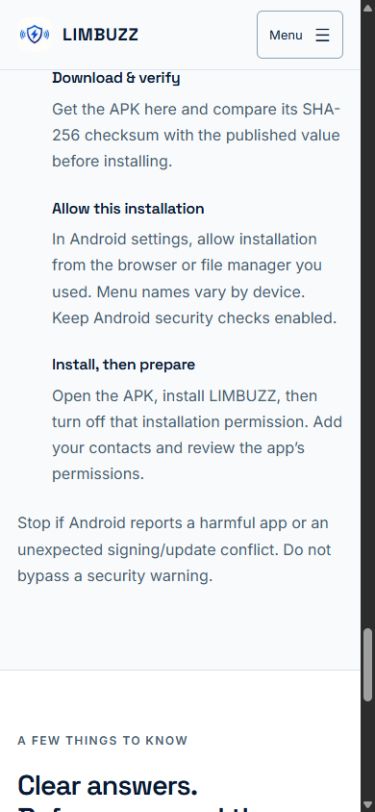 LIMBUZZ
Menu
Download & verify
Get the APK here and compare its SHA-
256 checksum with the published value
before installing.
Allow this installation
In Android settings, allow installation
from the browser or file manager you
used. Menu names vary by device.
Keep Android security checks enabled.
Install, then prepare
Open the APK, install LIMBUZZ, then
turn off that installation permission. Add
your contacts and review the app’s
permissions.
Stop if Android reports a harmful app or an
unexpected signing/update conflict. Do not
bypass a security warning.
A FEW THINGS TO KNOW
Clear answers.